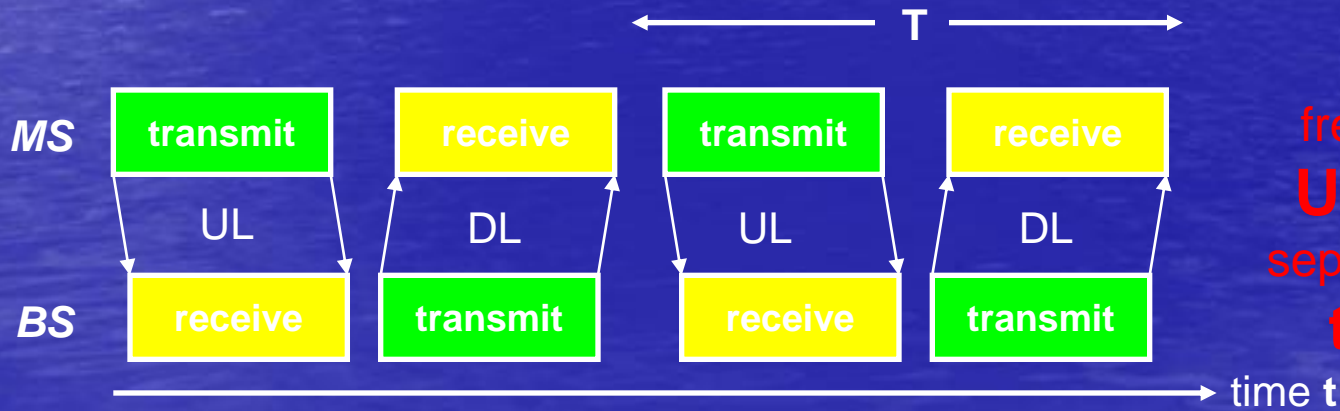 T
MS transmit receive transmit receive
UL DL UL DL
BS receive transmit receive transmit
time t